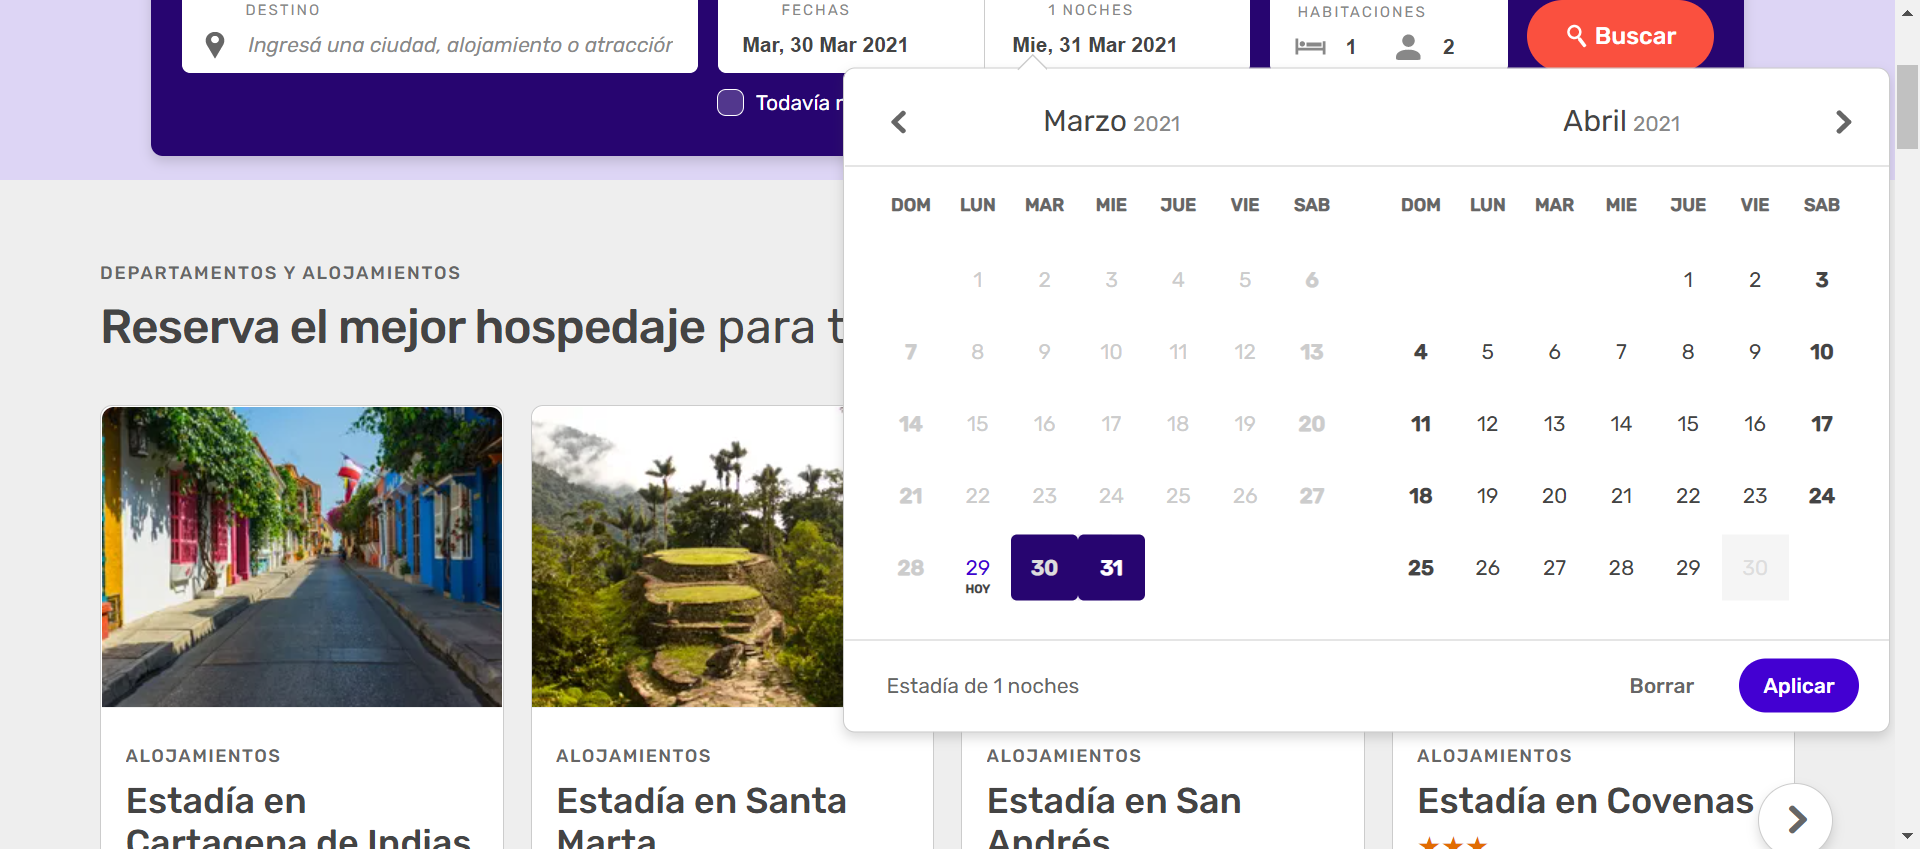 DESTINO
Ingresá una ciudad, alojamiento o atracción
FECHAS
Mar, 30 Mar 2021
1 NOCHES
Mie, 31 Mar 2021
HABITACIONES
1 2
Buscar
Todavía
Marzo 2021
DOM LUN MAR MIE JUE VIE SAB
1 2 3 4 5 6
7 8 9 10 11 12 13
14 15 16 17 18 19 20
21 22 23 24 25 26 27
28 29 30 31
HOY
Abril 2021
DOM LUN MAR MIE JUE VIE SAB
1 2 3
4 5 6 7 8 9 10
11 12 13 14 15 16 17
18 19 20 21 22 23 24
25 26 27 28 29 30
Estadía de 1 noches
Borrar
Aplicar
DEPARTAMENTOS Y ALOJAMIENTOS
Reserva el mejor hospedaje para
ALOJAMIENTOS
Estadía en
Cartagena de Indias
ALOJAMIENTOS
Estadía en Santa
Marta
ALOJAMIENTOS
Estadía en San
Andrés
ALOJAMIENTOS
Estadía en Covenas